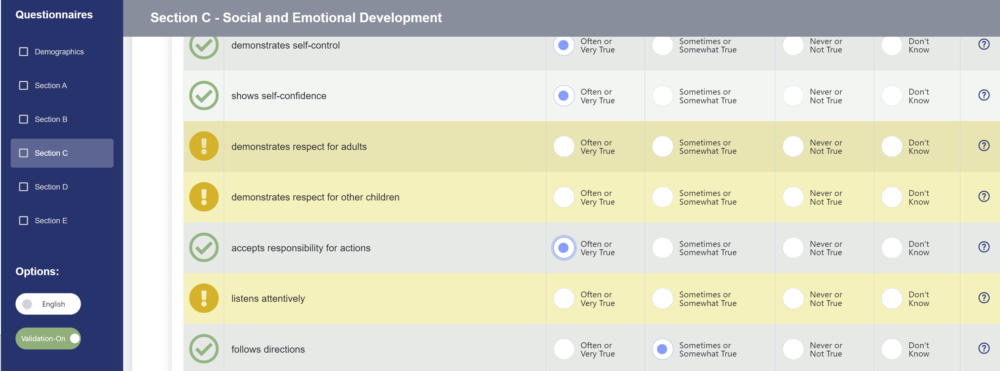 Questionnaires
Demographics
Section A
Section B
Section C
Section D
Section E
Options:
English
Validation-On
Section C - Social and Emotional Development
demonstrates self-control
Often or
Very True
Sometimes or
Somewhat True
Never or
Not True
Don't
Know
shows self-confidence
Often or
Very True
Sometimes or
Somewhat True
Never or
Not True
Don't
Know
demonstrates respect for adults
Often or
Very True
Sometimes or
Somewhat True
Never or
Not True
Don't
Know
demonstrates respect for other children
Often or
Very True
Sometimes or
Somewhat True
Never or
Not True
Don't
Know
accepts responsibility for actions
Often or
Very True
Sometimes or
Somewhat True
Never or
Not True
Don't
Know
listens attentively
Often or
Very True
Sometimes or
Somewhat True
Never or
Not True
Don't
Know
follows directions
Often or
Very True
Sometimes or
Somewhat True
Never or
Not True
Don't
Know